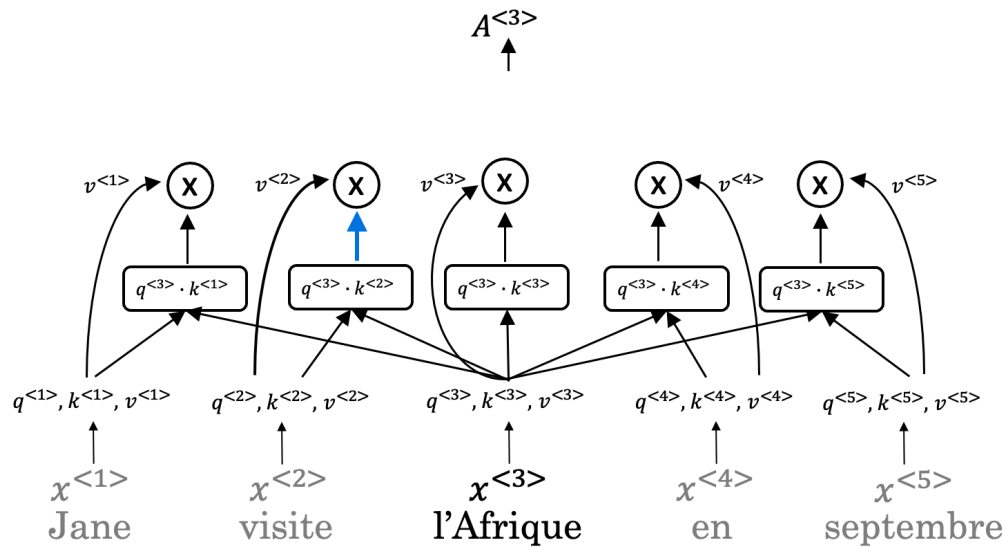 A<3>
v<1> v<2> v<3> v<4> v<5>
X X X X X
q<3> · k<1> q<3> · k<2> q<3> · k<3> q<3> · k<4> q<3> · k<5>
q<1>, k<1>, v<1> q<2>, k<2>, v<2> q<3>, k<3>, v<3> q<4>, k<4>, v<4> q<5>, k<5>, v<5>
x<1> x<2> x<3> x<4> x<5>
Jane visite l'Afrique en septembre